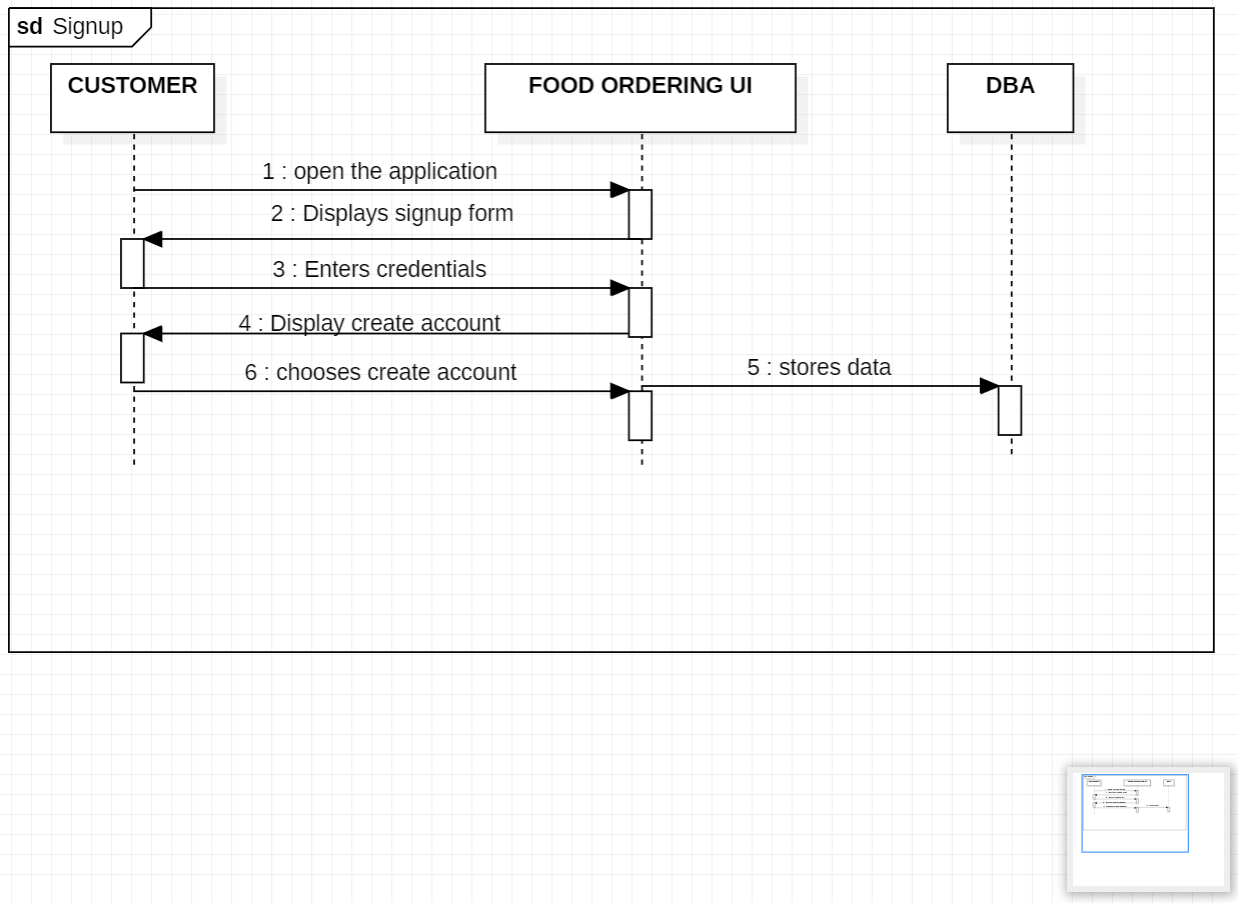 sd Signup
CUSTOMER
FOOD ORDERING UI
DBA
1 : open the application
2 : Displays signup form
3 : Enters credentials
4 : Display create account
5 : stores data
6 : chooses create account